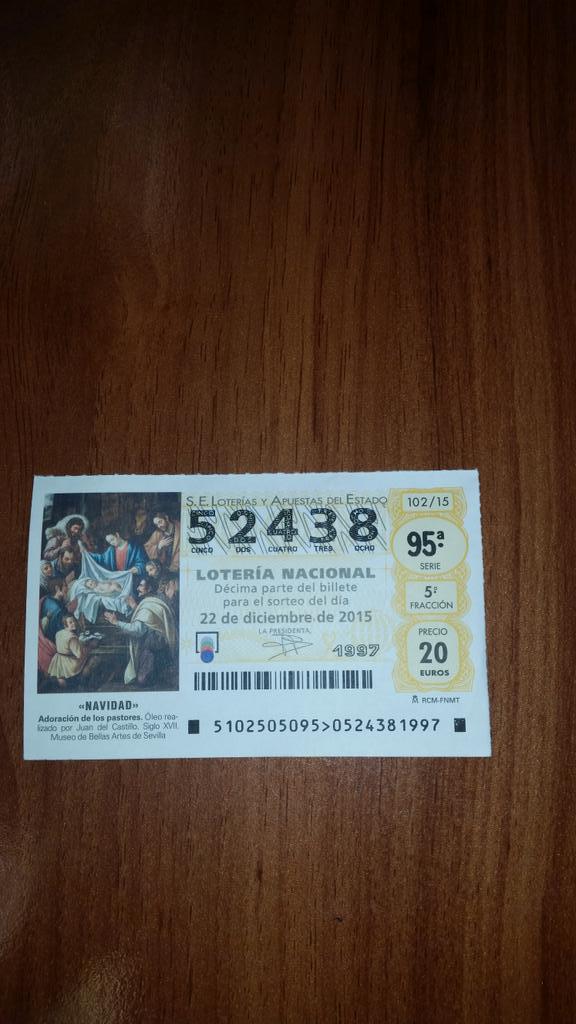 S.E. LOTERÍAS Y APUESTAS DEL ESTADO
102/15
52438
CINCO DOS CUATRO TRES OCHO
95ª
SERIE
LOTERÍA NACIONAL
Décima parte del billete
para el sorteo del día
22 de diciembre de 2015
5ª
FRACCIÓN
LA PRESIDENTA,
1997
PRECIO
20
EUROS
RCM-FNMT
«NAVIDAD»
Adoración de los pastores. Óleo rea-
lizado por Juan del Castillo. Siglo XVII.
Museo de Bellas Artes de Sevilla
5102505095>0524381997